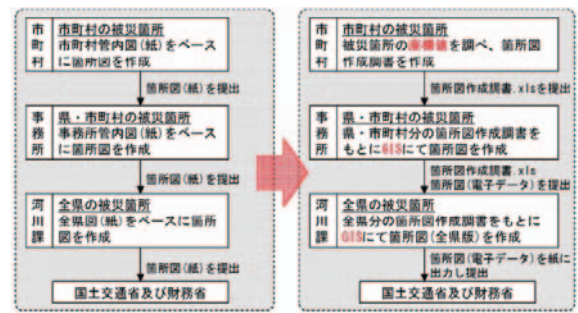 市町村
市町村の被災箇所
市町村管内図(紙)をベース
に箇所図を作成
箇所図(紙)を提出
事務所
県・市町村の被災箇所
事務所管内図(紙)をベース
に箇所図を作成
箇所図(紙)を提出
河川課
全県の被災箇所
全県図(紙)をベースに箇所
図を作成
箇所図(紙)を提出
国土交通省及び財務省
市町村
市町村の被災箇所
被災箇所の座標値を調べ、箇所図
作成調書を作成
箇所図作成調書.xlsを提出
事務所
県・市町村の被災箇所
県・市町村分の箇所図作成調書を
もとにGISにて箇所図を作成
箇所図作成調書.xls
箇所図(電子データ)を提出
河川課
全県の被災箇所
全県分の箇所図作成調書をもとに
GISにて箇所図(全県版)を作成
箇所図(電子データ)を紙に
出力し提出
国土交通省及び財務省